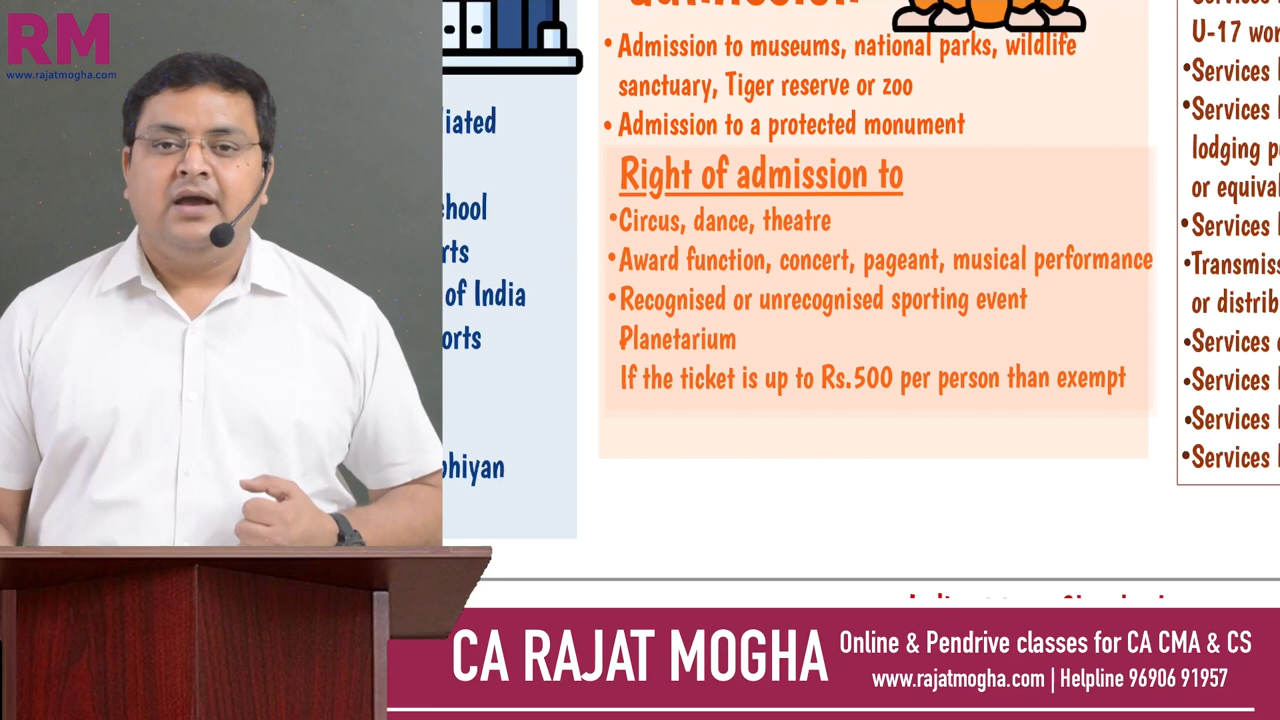 RM
www.rajatmogha.com
iated
hool
rts
of India
orts
bhiyan
admission
• Admission to museums, national parks, wildlife
sanctuary, Tiger reserve or zoo
• Admission to a protected monument
Right of admission to
• Circus, dance, theatre
• Award function, concert, pageant, musical performance
• Recognised or unrecognised sporting event
Planetarium
If the ticket is up to Rs.500 per person than exempt
U-17 wor
• Services
• Services
lodging p
or equival
• Services
• Transmiss
or distrib
• Services
• Services
• Services
• Services
CA RAJAT MOGHA
Online & Pendrive classes for CA CMA & CS
www.rajatmogha.com | Helpline 96906 91957